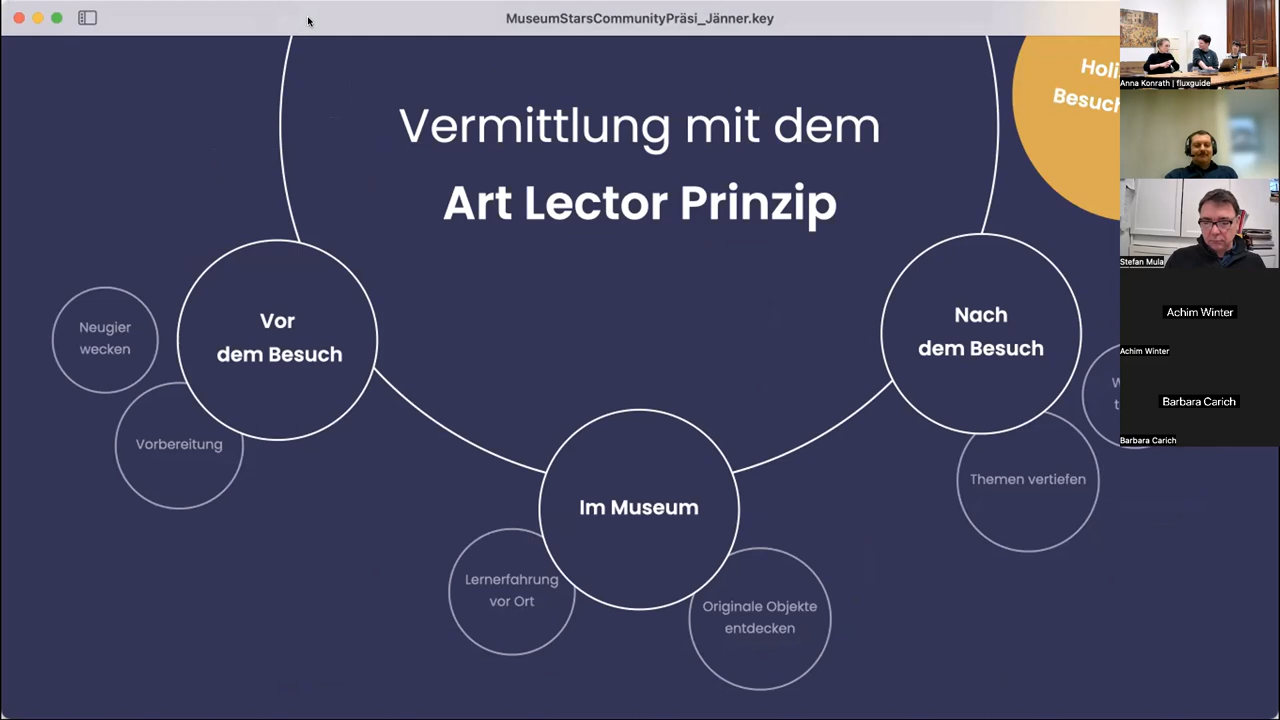 MuseumStarsCommunityPräsi_Jänner.key
Vermittlung mit dem
Art Lector Prinzip
Vor
dem Besuch
Neugier
wecken
Vorbereitung
Im Museum
Lernerfahrung
vor Ort
Originale Objekte
entdecken
Nach
dem Besuch
Themen vertiefen
Anna Konrath | fluxguide
Stefan Mula
Achim Winter
Achim Winter
Barbara Carich
Barbara Carich